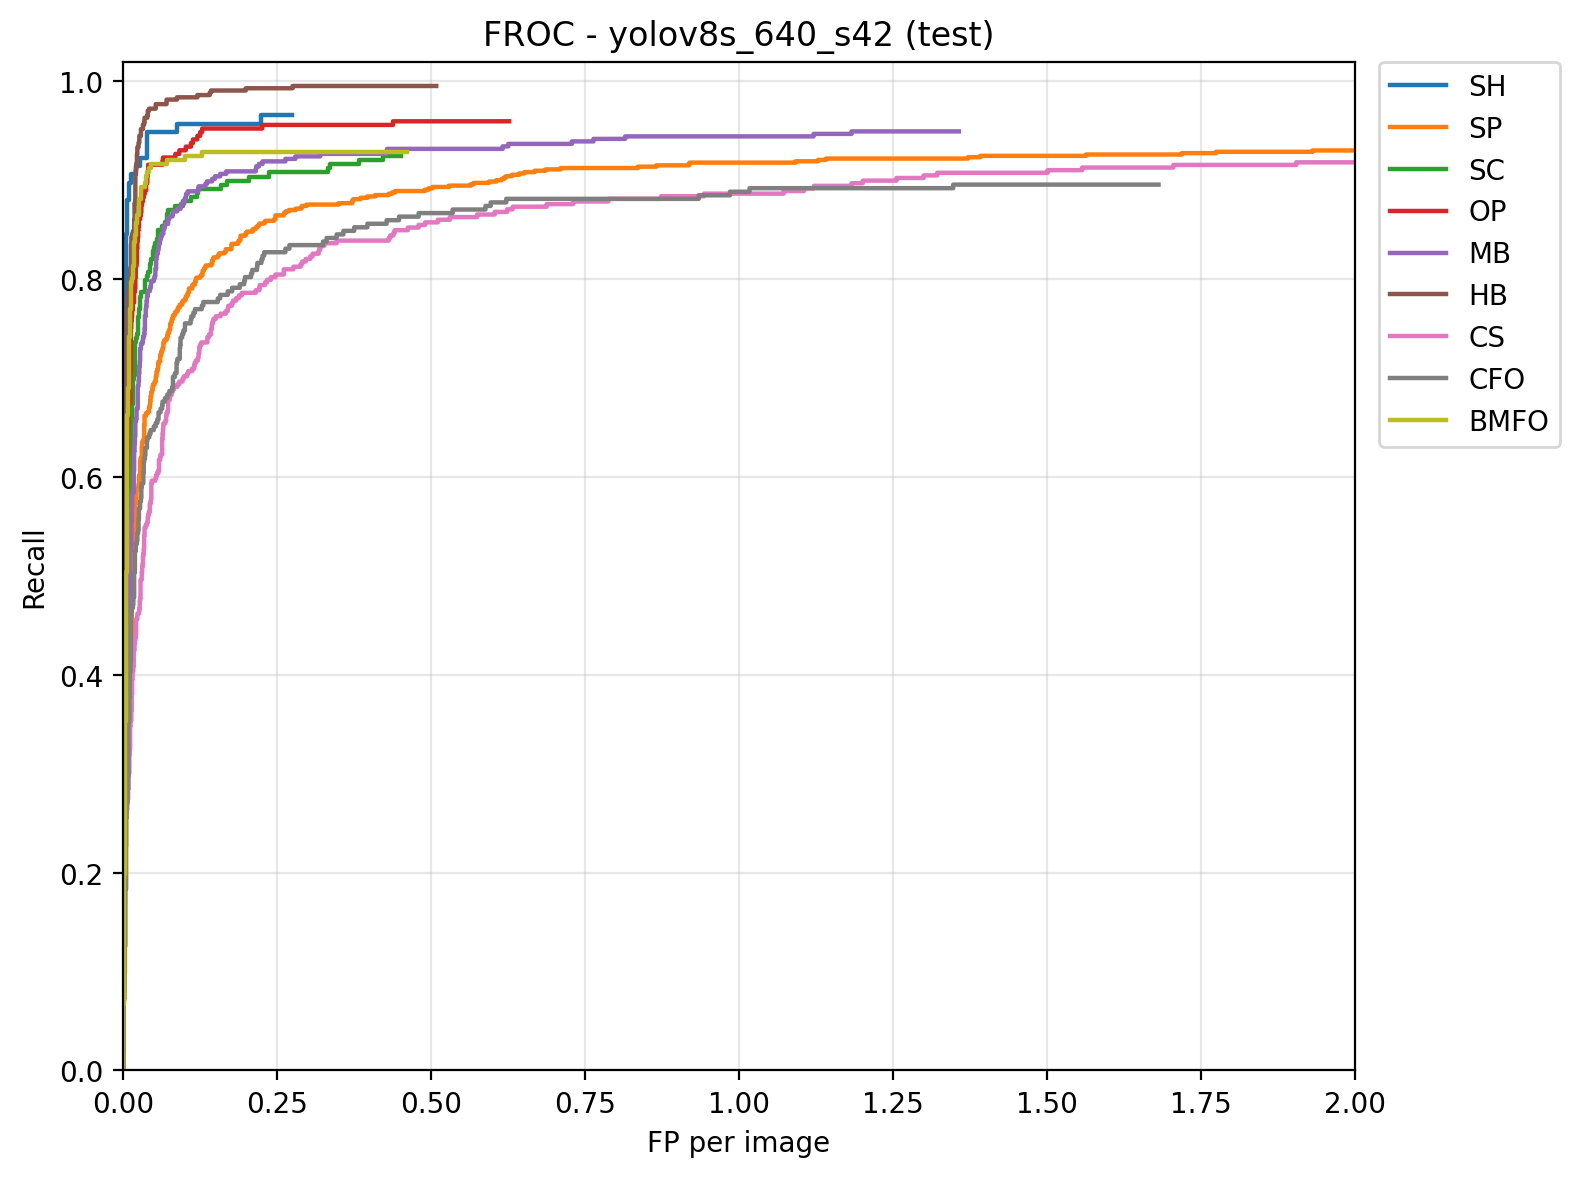 FROC - yolov8s_640_s42 (test)
1.0
0.8
0.6
0.4
0.2
0.0
Recall
0.00 0.25 0.50 0.75 1.00 1.25 1.50 1.75 2.00
FP per image
SH
SP
SC
OP
MB
HB
CS
CFO
BMFO